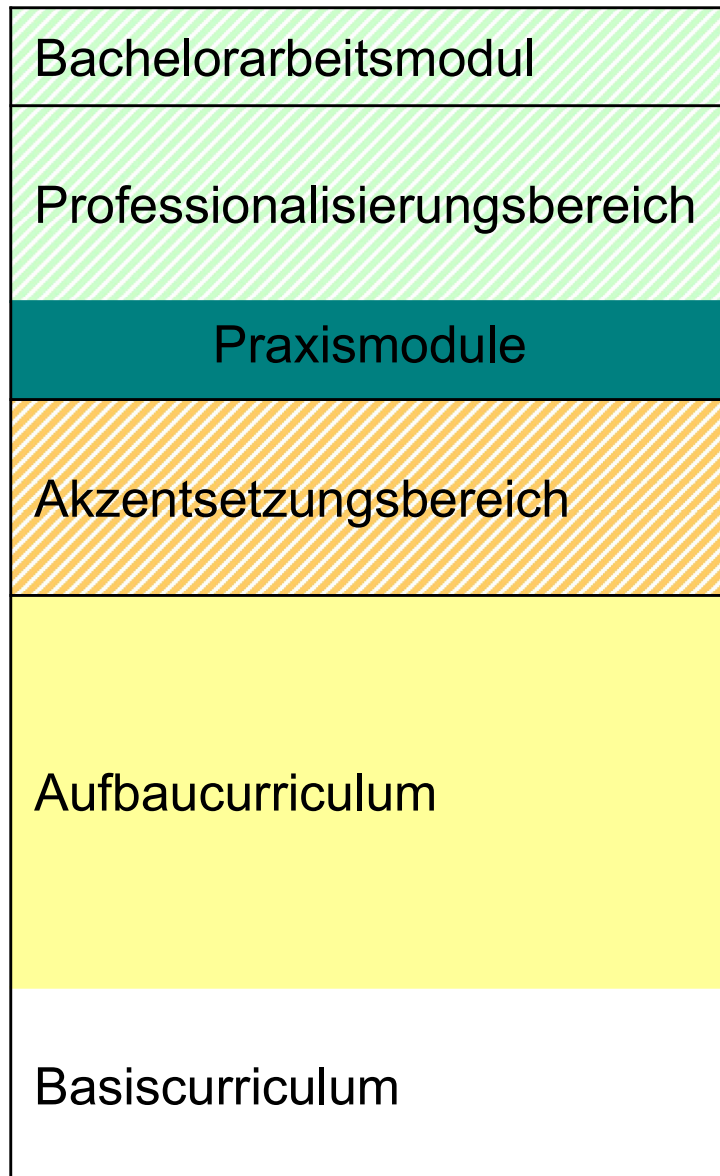 Bachelorarbeitsmodul
Professionalisierungsbereich
Praxismodule
Akzentsetzungsbereich
Aufbaucurriculum
Basiscurriculum